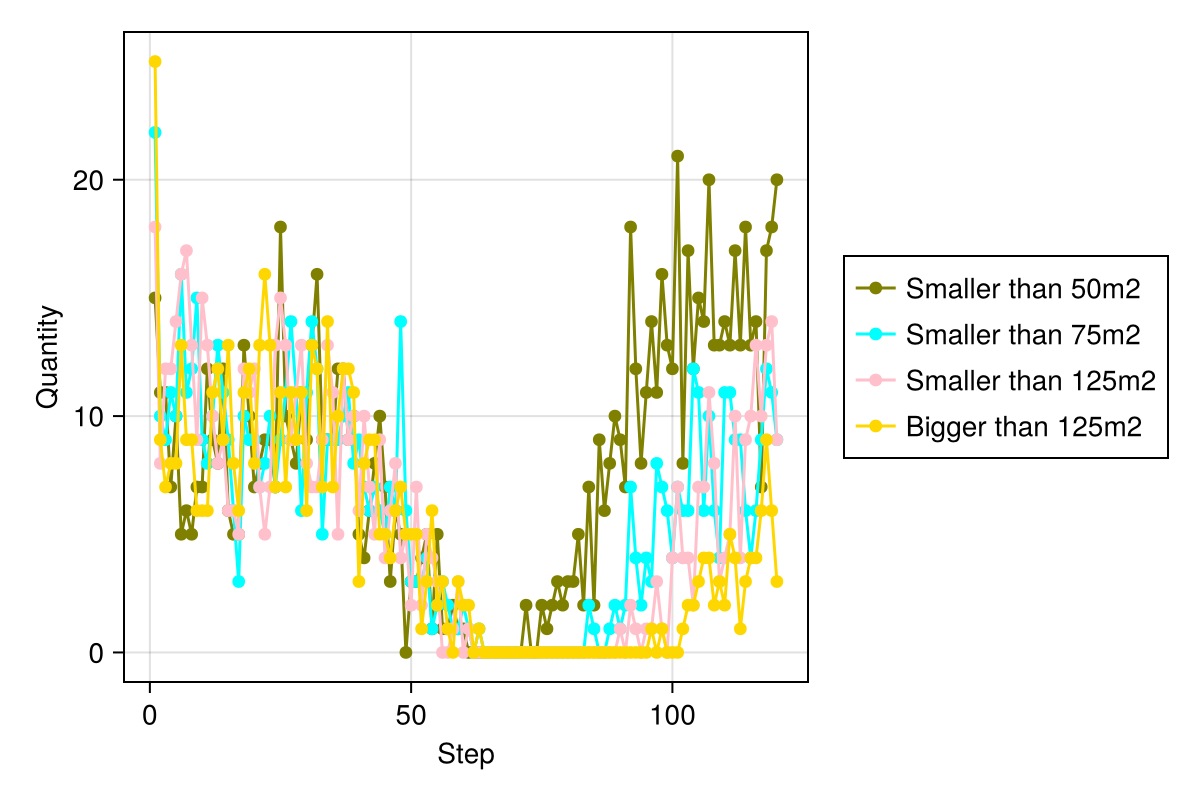 20
10
0
Quantity
0
50
100
Step
Smaller than 50m2
Smaller than 75m2
Smaller than 125m2
Bigger than 125m2